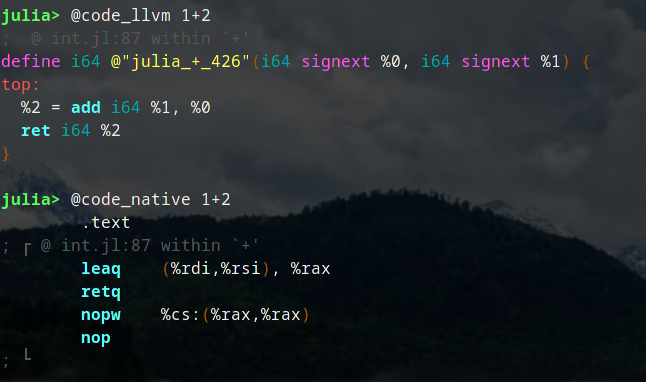 julia> @code_llvm 1+2
;  @ int.jl:87 within `+'
define i64 @"julia_+_426"(i64 signext %0, i64 signext %1) {
top:
  %2 = add i64 %1, %0
  ret i64 %2
}
julia> @code_native 1+2
        .text
; ┌ @ int.jl:87 within `+'
        leaq    (%rdi,%rsi), %rax
        retq
        nopw    %cs:(%rax,%rax)
        nop
; └